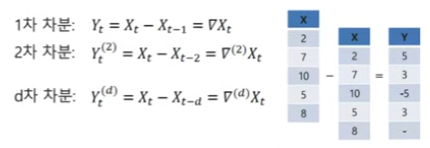 1차 차분: Y_t = X_t − X_{t−1} = ∇X_t
2차 차분: Y_t^{(2)} = X_t − X_{t−2} = ∇^{(2)}X_t
d차 차분: Y_t^{(d)} = X_t − X_{t−d} = ∇^{(d)}X_t
X
2
7
10
5
8
−
X
2
7
10
5
8
=
Y
5
3
-5
3
-